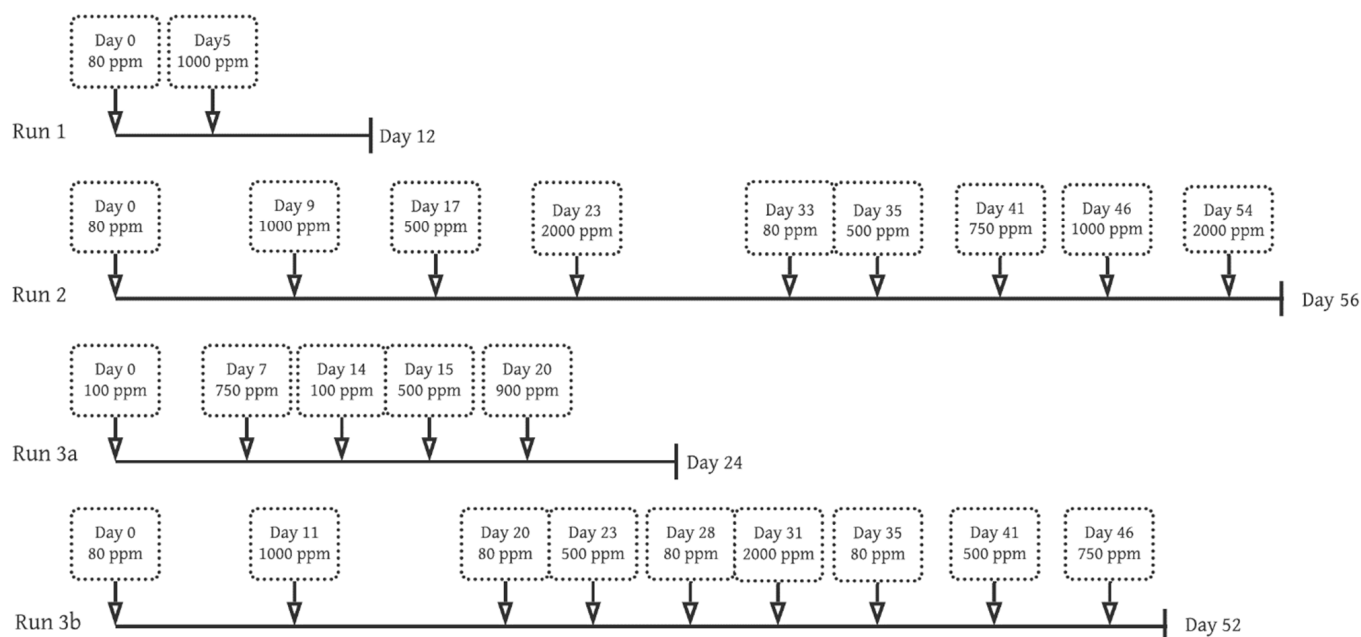 Day 0
80 ppm
Day5
1000 ppm
Run 1
Day 12
Day 0
80 ppm
Day 9
1000 ppm
Day 17
500 ppm
Day 23
2000 ppm
Day 33
80 ppm
Day 35
500 ppm
Day 41
750 ppm
Day 46
1000 ppm
Day 54
2000 ppm
Run 2
Day 56
Day 0
100 ppm
Day 7
750 ppm
Day 14
100 ppm
Day 15
500 ppm
Day 20
900 ppm
Run 3a
Day 24
Day 0
80 ppm
Day 11
1000 ppm
Day 20
80 ppm
Day 23
500 ppm
Day 28
80 ppm
Day 31
2000 ppm
Day 35
80 ppm
Day 41
500 ppm
Day 46
750 ppm
Run 3b
Day 52